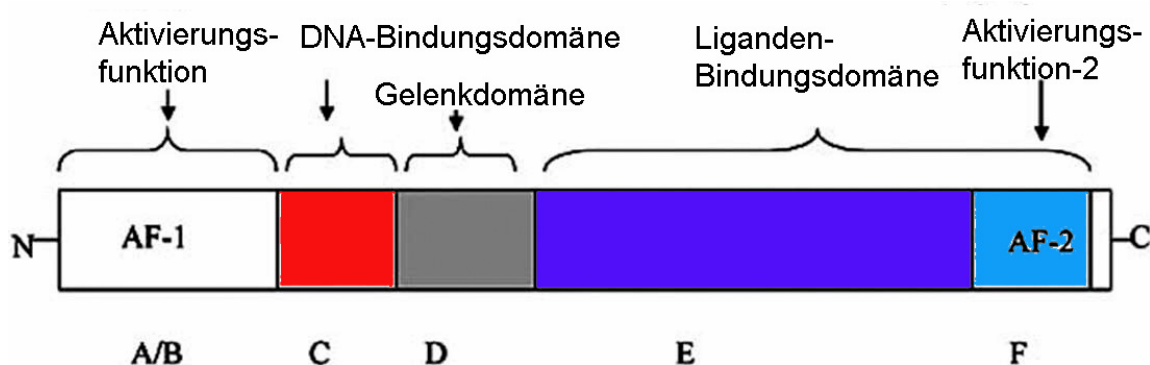 Aktivierungs-
funktion
DNA-Bindungsdomäne
Gelenkdomäne
Liganden-
Bindungsdomäne
Aktivierungs-
funktion-2
N
AF-1
AF-2
C
A/B
C
D
E
F